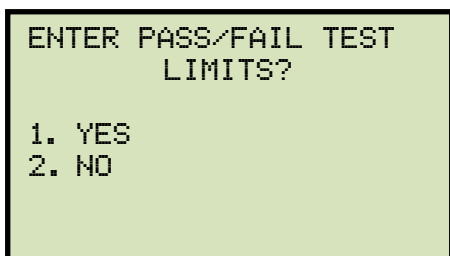 ENTER PASS/FAIL TEST
LIMITS?
1. YES
2. NO